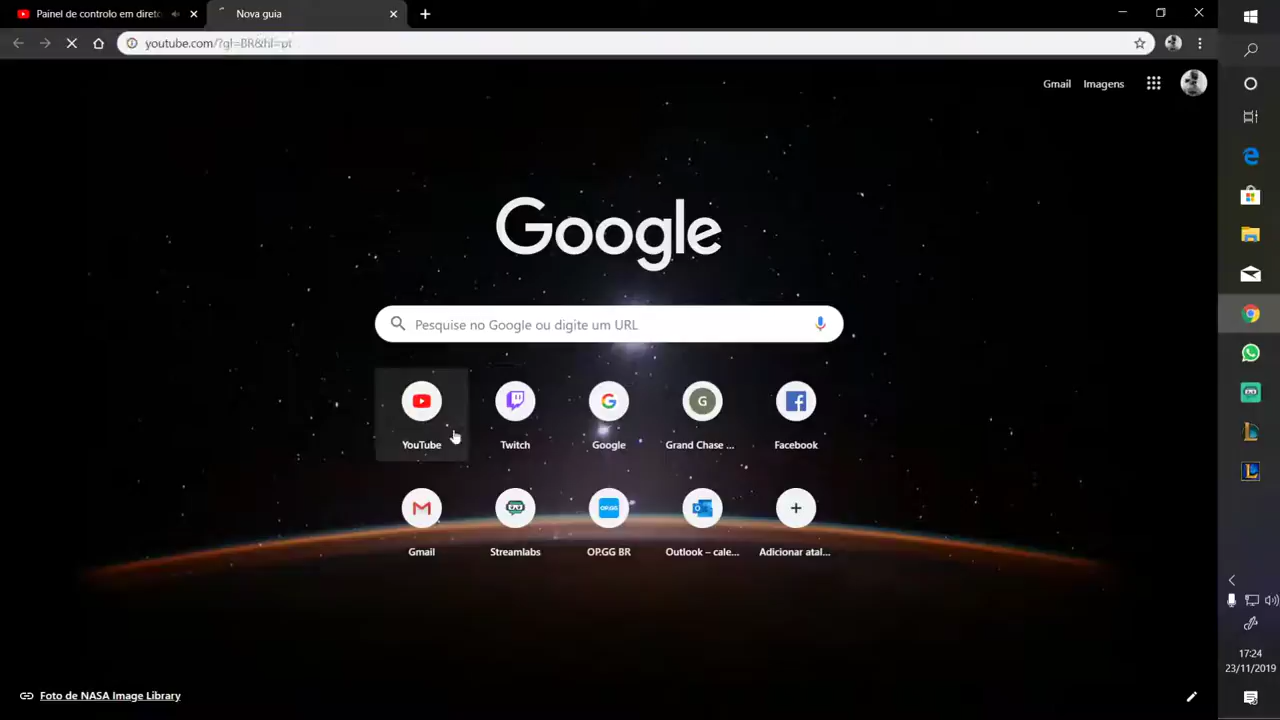 Painel de controlo em direto
Nova guia
youtube.com/?gl=BR&hl=pt
Gmail Imagens
Google
Pesquise no Google ou digite um URL
YouTube
Twitch
Google
Grand Chase ...
Facebook
G
Gmail
Streamlabs
OP.GG
OP.GG BR
Outlook – cale...
Adicionar atal...
Foto de NASA Image Library
17:24
23/11/2019